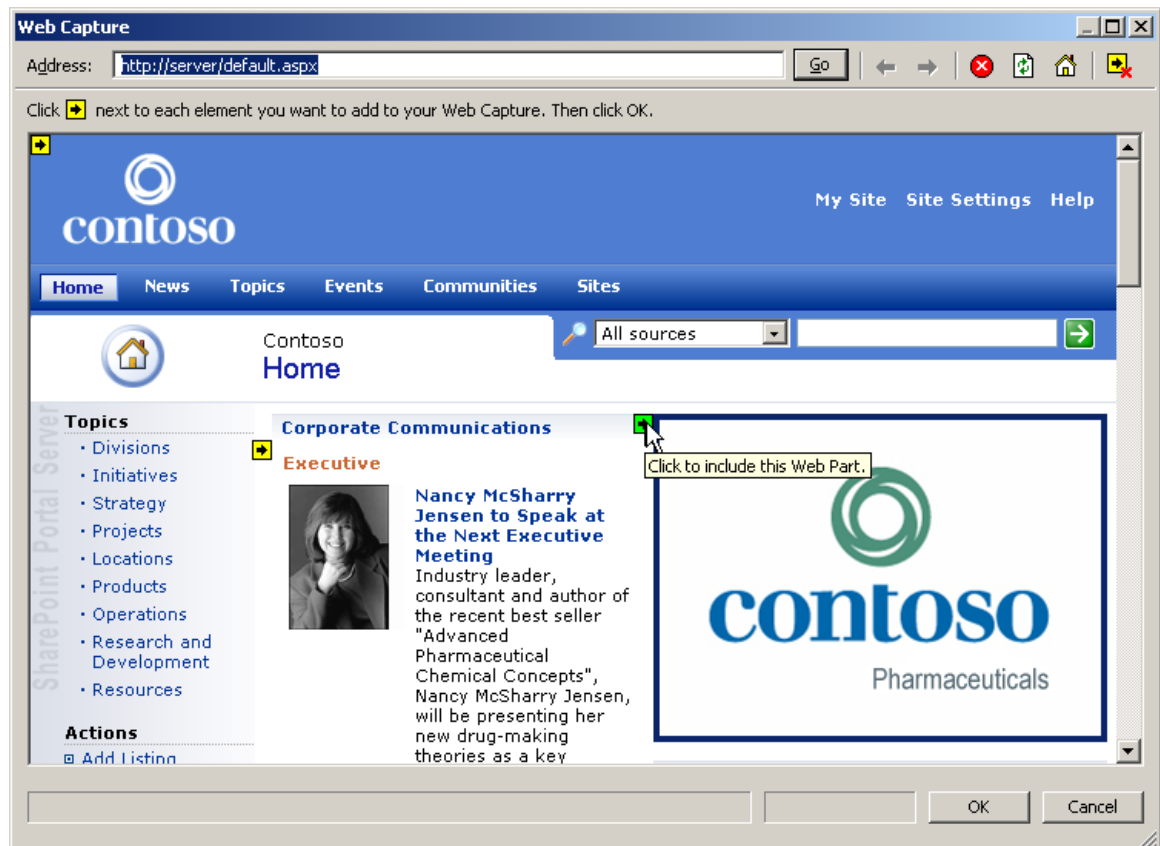 Web Capture
Address: http://server/default.aspx Go
Click next to each element you want to add to your Web Capture. Then click OK.
contoso
My Site Site Settings Help
Home News Topics Events Communities Sites
All sources
Contoso
Home
SharePoint Portal Server
Topics
· Divisions
· Initiatives
· Strategy
· Projects
· Locations
· Products
· Operations
· Research and
Development
· Resources
Actions
Add Listing
Corporate Communications
Executive
Nancy McSharry
Jensen to Speak at
the Next Executive
Meeting
Industry leader,
consultant and author of
the recent best seller
"Advanced
Pharmaceutical
Chemical Concepts",
Nancy McSharry Jensen,
will be presenting her
new drug-making
theories as a key
Click to include this Web Part.
contoso
Pharmaceuticals
OK Cancel